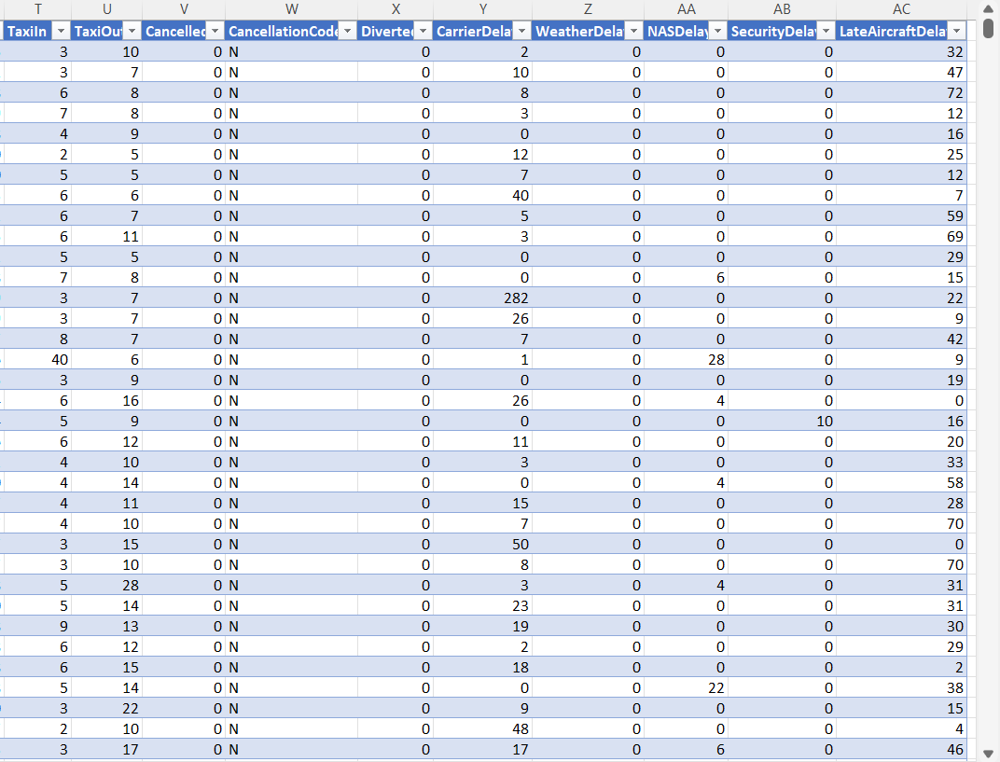 T U V W X Y Z AA AB AC
TaxiIn TaxiOu Cancelled CancellationCode Diverted CarrierDelay WeatherDelay NASDelay SecurityDelay LateAircraftDela
3 10 0 N 0 2 0 0 0 32
3 7 0 N 0 10 0 0 0 47
6 8 0 N 0 8 0 0 0 72
7 8 0 N 0 3 0 0 0 12
4 9 0 N 0 0 0 0 0 16
2 5 0 N 0 12 0 0 0 25
5 5 0 N 0 7 0 0 0 12
6 6 0 N 0 40 0 0 0 7
6 7 0 N 0 5 0 0 0 59
6 11 0 N 0 3 0 0 0 69
5 5 0 N 0 0 0 0 0 29
7 8 0 N 0 0 0 6 0 15
3 7 0 N 0 282 0 0 0 22
3 7 0 N 0 26 0 0 0 9
8 7 0 N 0 7 0 0 0 42
40 6 0 N 0 1 0 28 0 9
3 9 0 N 0 0 0 0 0 19
6 16 0 N 0 26 0 4 0 0
5 9 0 N 0 0 0 0 10 16
6 12 0 N 0 11 0 0 0 20
4 10 0 N 0 3 0 0 0 33
4 14 0 N 0 0 0 4 0 58
4 11 0 N 0 15 0 0 0 28
4 10 0 N 0 7 0 0 0 70
3 15 0 N 0 50 0 0 0 0
3 10 0 N 0 8 0 0 0 70
5 28 0 N 0 3 0 4 0 31
5 14 0 N 0 23 0 0 0 31
9 13 0 N 0 19 0 0 0 30
6 12 0 N 0 2 0 0 0 29
6 15 0 N 0 18 0 0 0 2
5 14 0 N 0 0 0 22 0 38
3 22 0 N 0 9 0 0 0 15
2 10 0 N 0 48 0 0 0 4
3 17 0 N 0 17 0 6 0 46